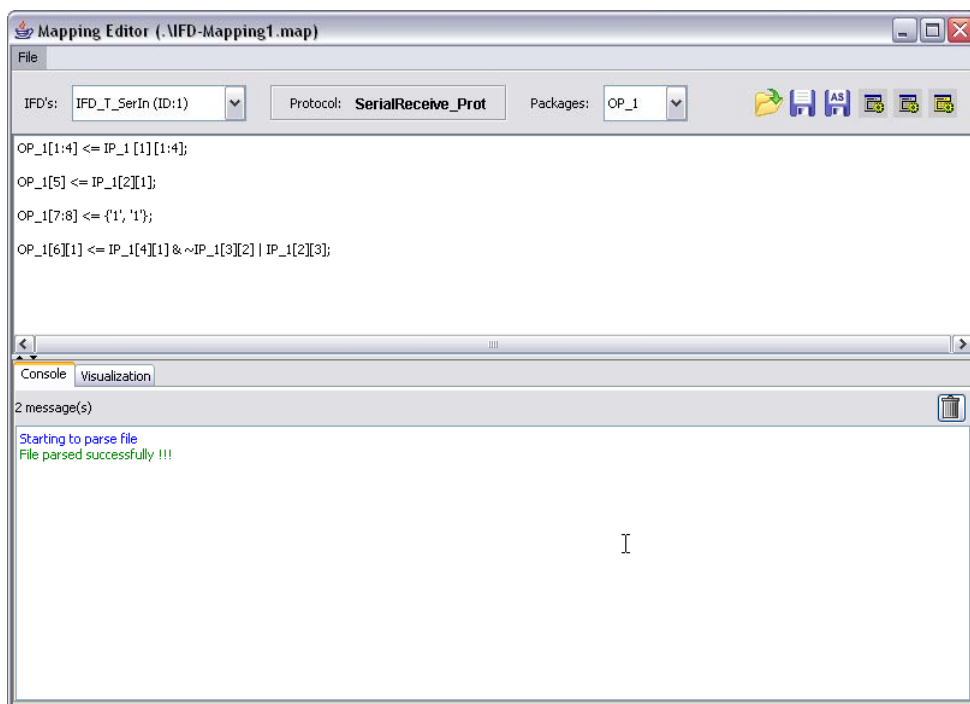 Mapping Editor (.\IFD-Mapping1.map)
File
IFD's: IFD_T_SerIn (ID:1) Protocol: SerialReceive_Prot Packages: OP_1 AS
OP_1[1:4] <= IP_1 [1] [1:4];
OP_1[5] <= IP_1[2][1];
OP_1[7:8] <= {'1', '1'};
OP_1[6][1] <= IP_1[4][1] & ~IP_1[3][2] | IP_1[2][3];
Console Visualization
2 message(s)
Starting to parse file
File parsed successfully !!!